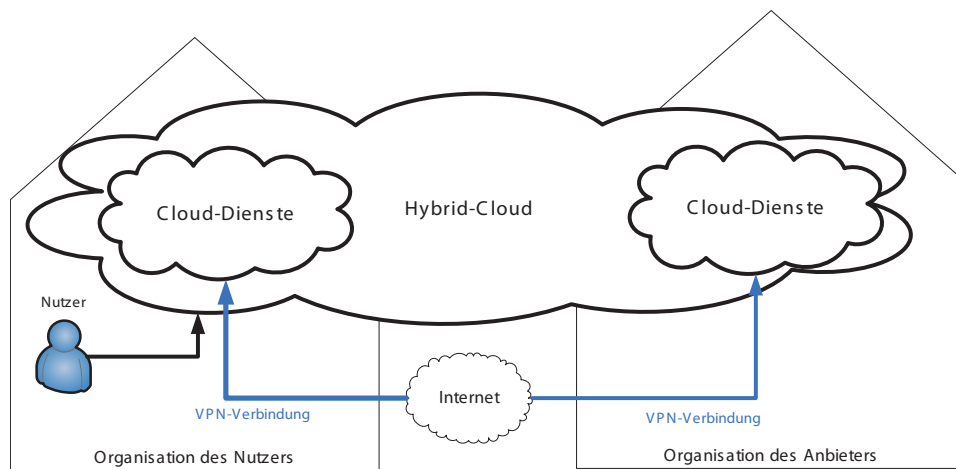 Cloud-Dienste
Hybrid-Cloud
Cloud-Dienste
Nutzer
Internet
VPN-Verbindung
VPN-Verbindung
Organisation des Nutzers
Organisation des Anbieters